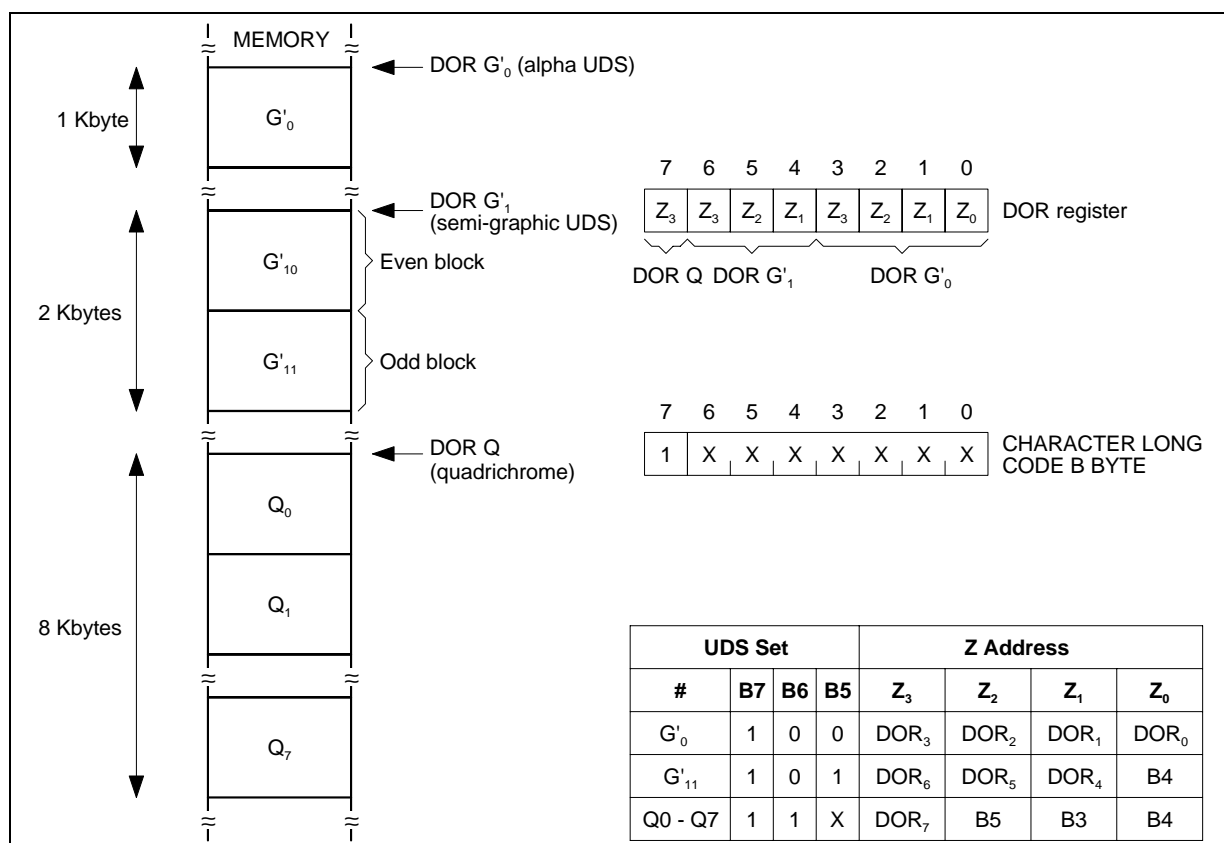 MEMORY
DOR G'0 (alpha UDS)
1 Kbyte
G'0
7 6 5 4 3 2 1 0
DOR G'1
(semi-graphic UDS)
Z3 Z3 Z2 Z1 Z3 Z2 Z1 Z0 DOR register
DOR Q DOR G'1 DOR G'0
G'10
Even block
2 Kbytes
G'11
Odd block
7 6 5 4 3 2 1 0
DOR Q
(quadrichrome)
1 X X X X X X X
CHARACTER LONG
CODE B BYTE
Q0
Q1
8 Kbytes
Q7
UDS Set Z Address
# B7 B6 B5 Z3 Z2 Z1 Z0
G'0 1 0 0 DOR3 DOR2 DOR1 DOR0
G'11 1 0 1 DOR6 DOR5 DOR4 B4
Q0 - Q7 1 1 X DOR7 B5 B3 B4